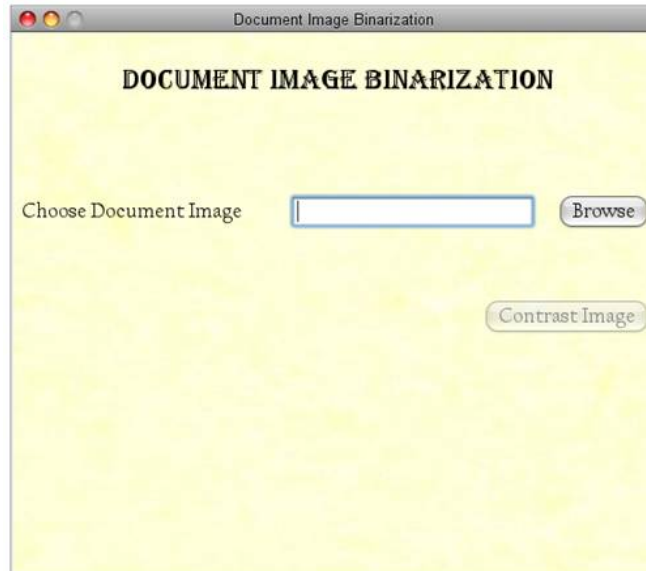 Document Image Binarization
DOCUMENT IMAGE BINARIZATION
Choose Document Image
Browse
Contrast Image